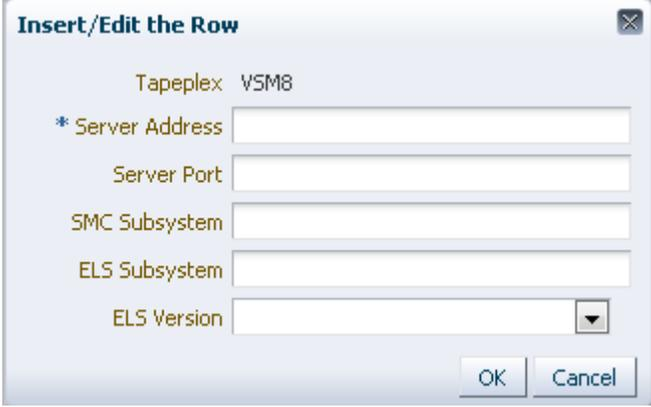 Insert/Edit the Row
Tapeplex VSM8
* Server Address
Server Port
SMC Subsystem
ELS Subsystem
ELS Version
OK Cancel